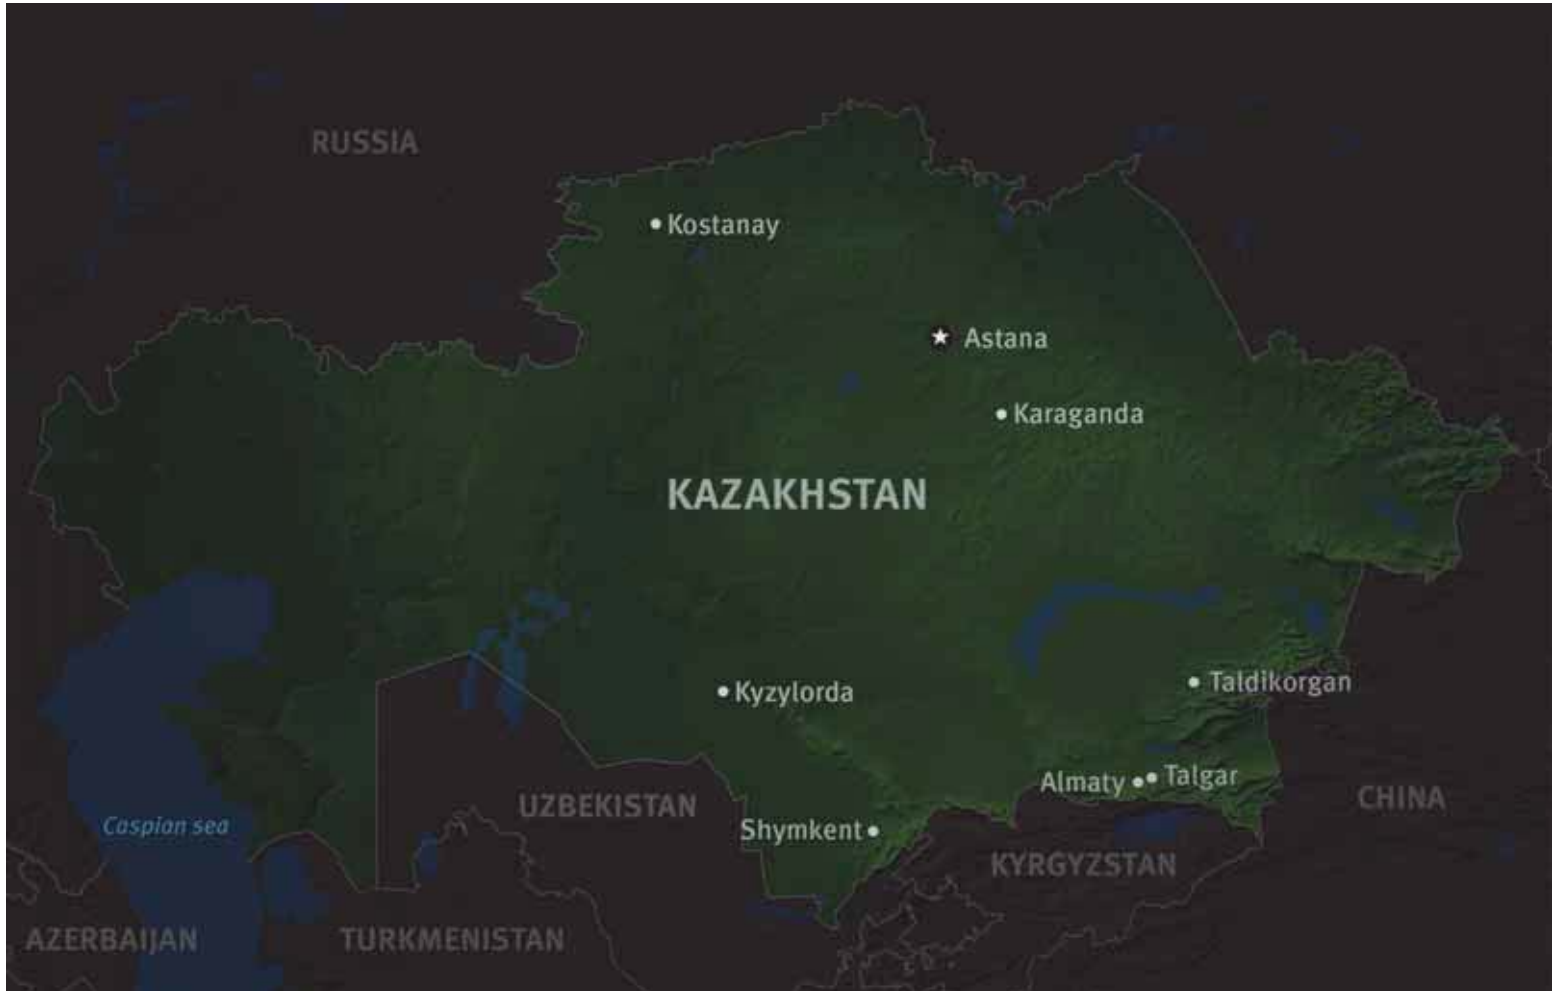 RUSSIA
Kostanay
Astana
Karaganda
KAZAKHSTAN
Taldikorgan
Kyzylorda
Talgar
Almaty
CHINA
UZBEKISTAN
Caspian sea
Shymkent
KYRGYZSTAN
AZERBAIJAN
TURKMENISTAN